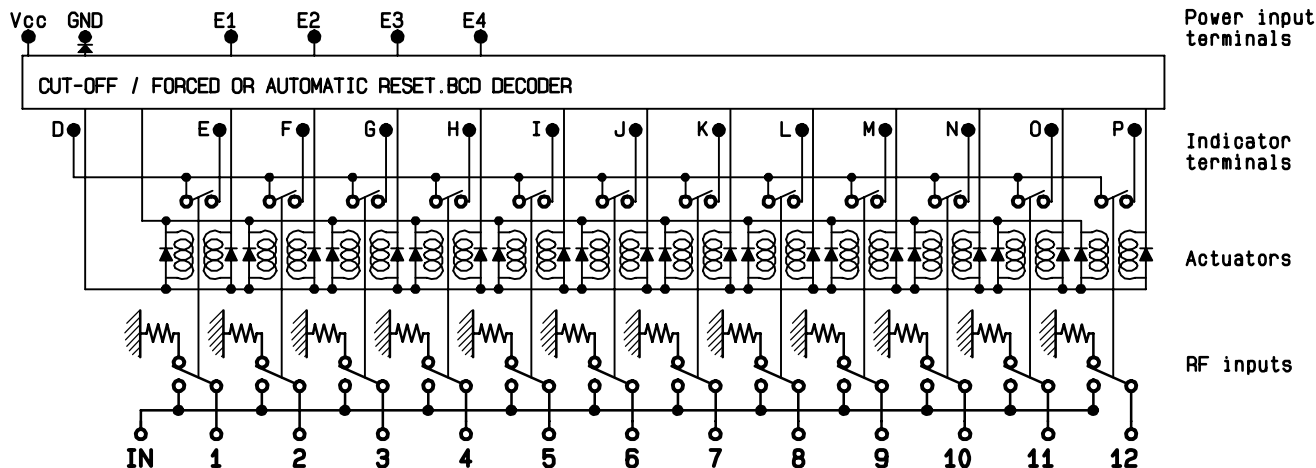 Vcc GND E1 E2 E3 E4
Power input
terminals
CUT-OFF / FORCED OR AUTOMATIC RESET.BCD DECODER
D E F G H I J K L M N O P
Indicator
terminals
Actuators
RF inputs
IN 1 2 3 4 5 6 7 8 9 10 11 12